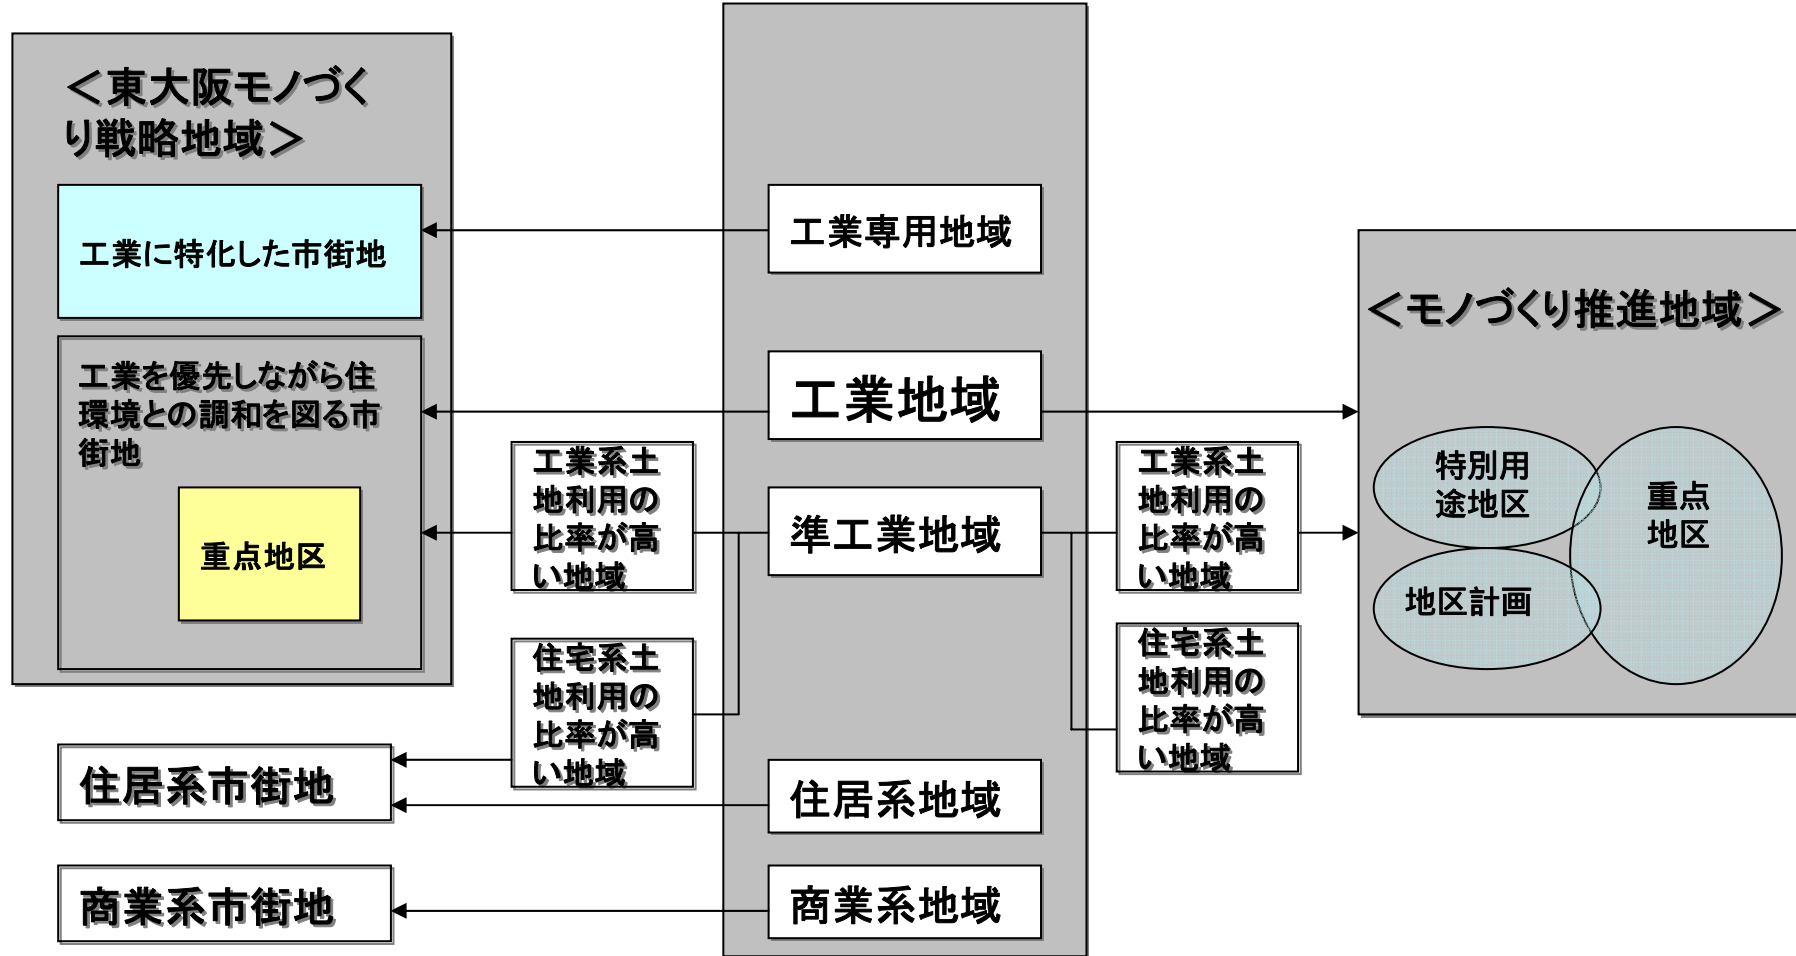 ＜東大阪モノづく
り戦略地域＞
工業に特化した市街地
工業を優先しながら住
環境との調和を図る市
街地
重点地区
住居系市街地
商業系市街地
工業系土
地利用の
比率が高
い地域
住宅系土
地利用の
比率が高
い地域
工業専用地域
工業地域
準工業地域
住居系地域
商業系地域
工業系土
地利用の
比率が高
い地域
住宅系土
地利用の
比率が高
い地域
＜モノづくり推進地域＞
特別用
途地区
重点
地区
地区計画